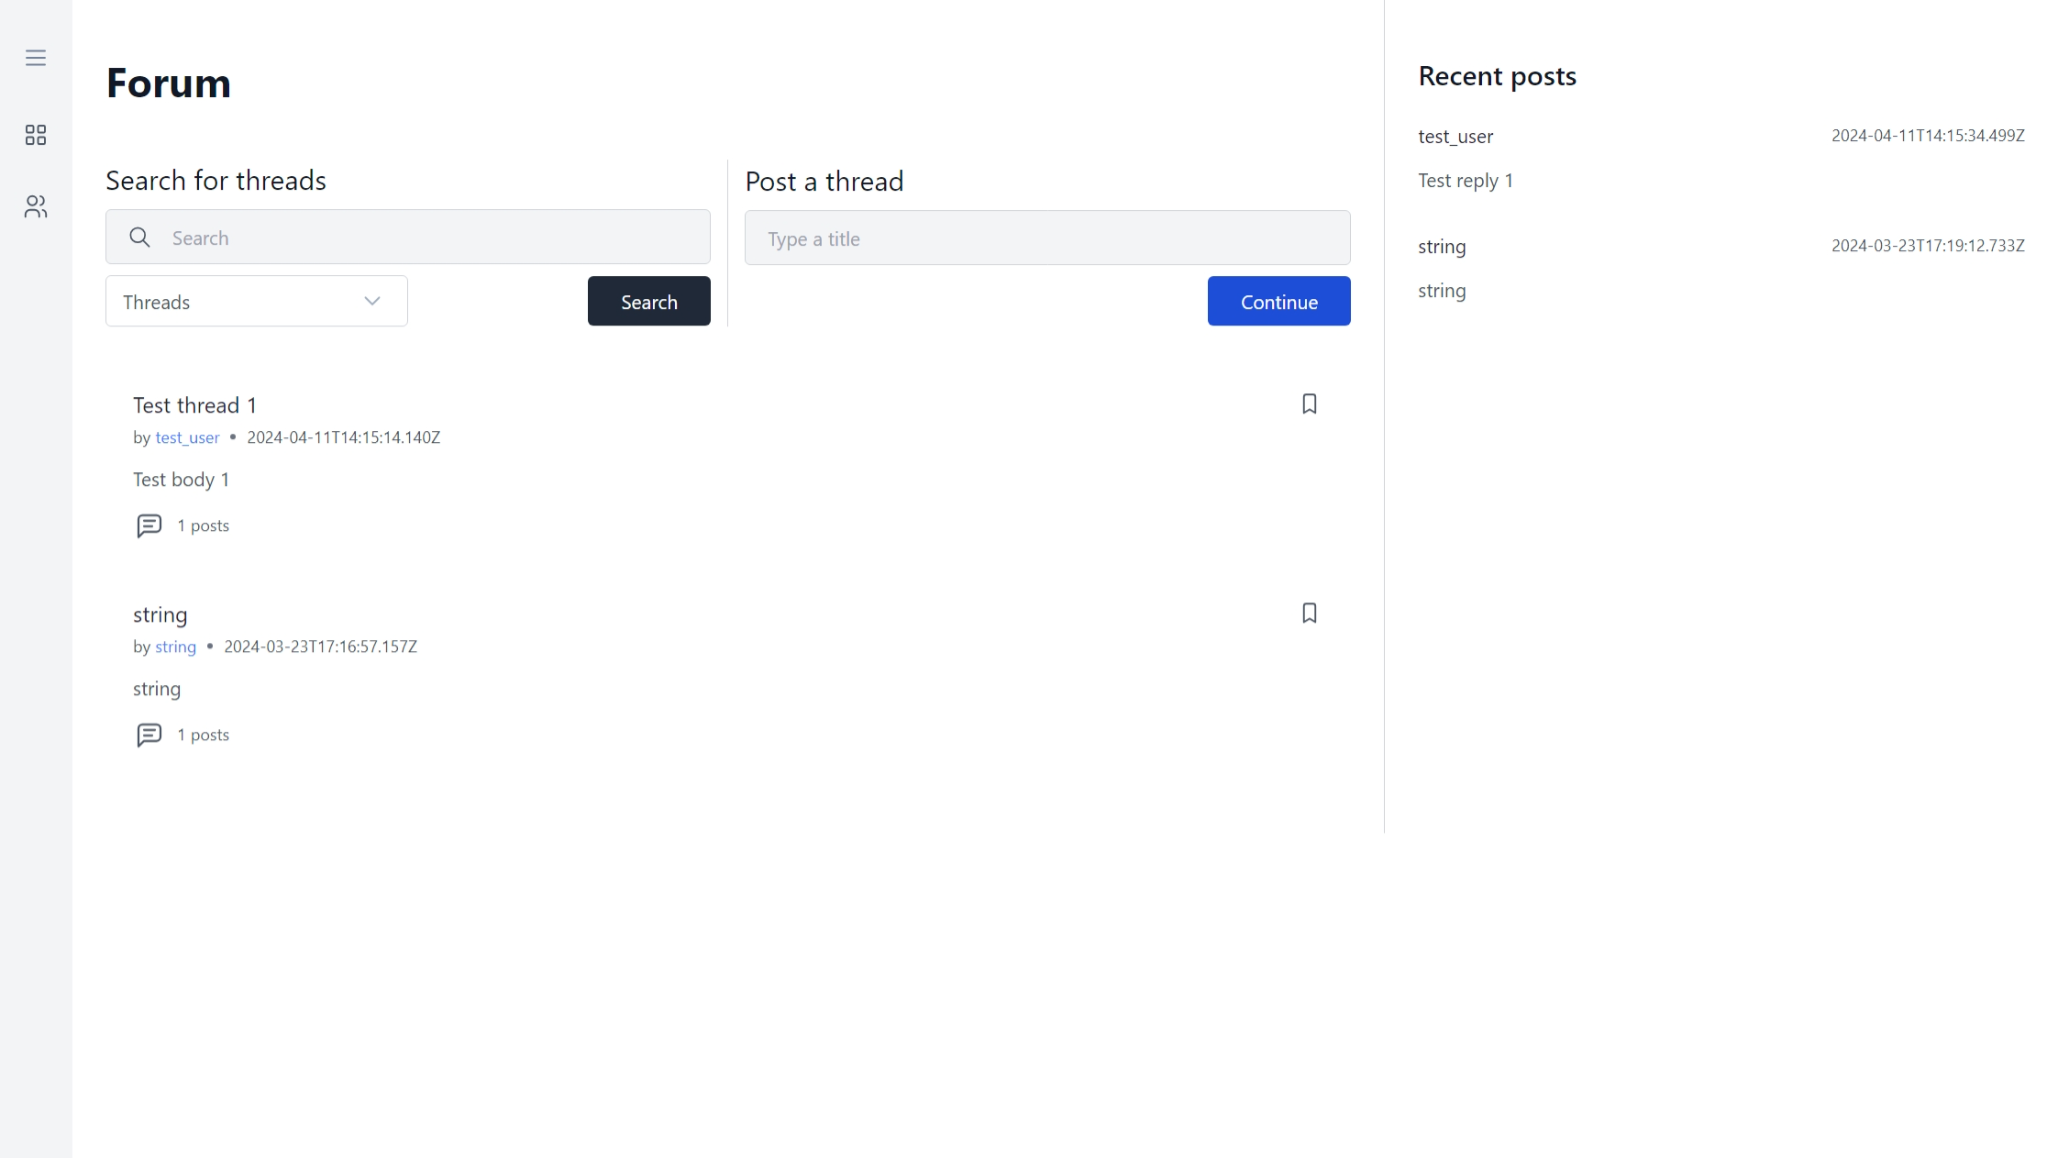 Forum
Search for threads
Search
Threads
Search
Post a thread
Type a title
Continue
Test thread 1
by test_user • 2024-04-11T14:15:14.140Z
Test body 1
1 posts
string
by string • 2024-03-23T17:16:57.157Z
string
1 posts
Recent posts
test_user 2024-04-11T14:15:34.499Z
Test reply 1
string 2024-03-23T17:19:12.733Z
string